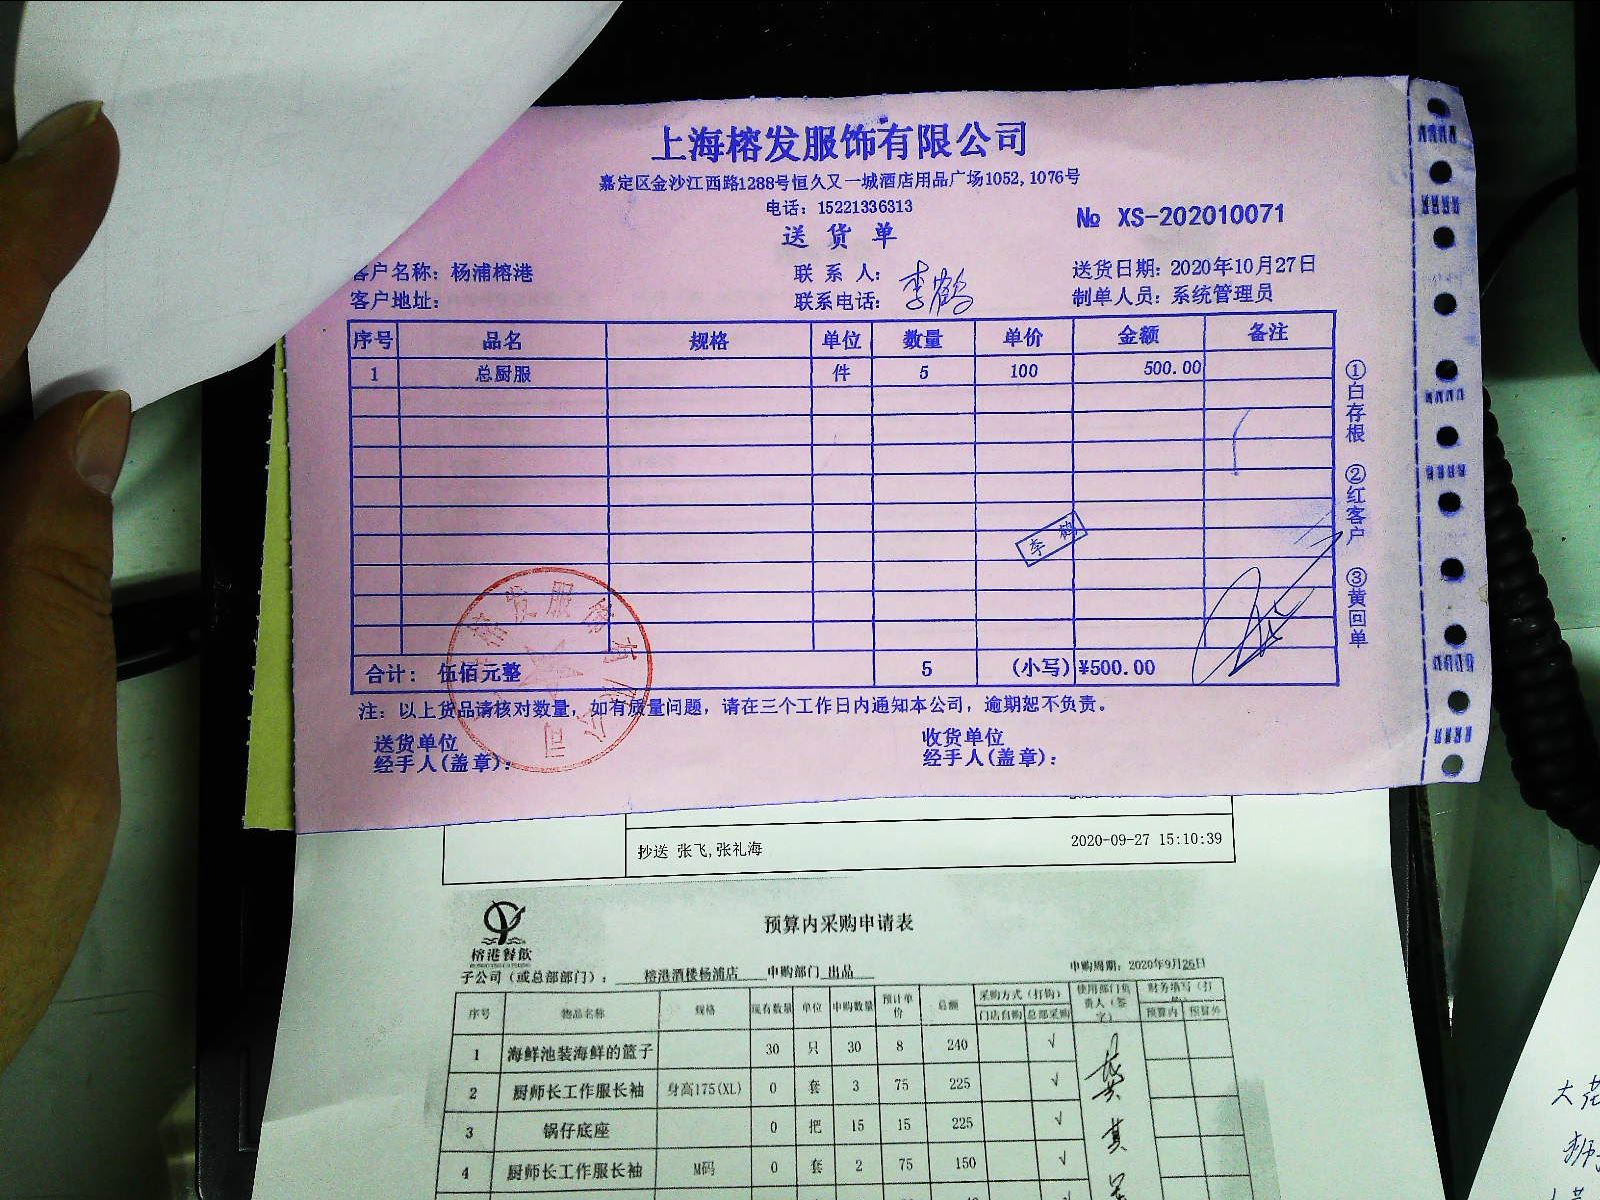 上海榕发服饰有限公司
嘉定区金沙江西路1288号恒久又一城酒店用品广场1052,1076号
电话：15221336313
№ XS-202010071
送 货 单
客户名称：杨浦榕港 联 系 人： 李鹤 送货日期：2020年10月27日
客户地址： 联系电话： 制单人员：系统管理员
序号 品名 规格 单位 数量 单价 金额 备注
1 总厨服 件 5 100 500.00
李鹤
合计： 伍佰元整 5 (小写) ¥500.00
注：以上货品请核对数量，如有质量问题，请在三个工作日内通知本公司，逾期恕不负责。
送货单位 收货单位
经手人(盖章)： 经手人(盖章)：
①白存根 ②红客户 ③黄回单
榕发服饰有限公司
抄送 张飞,张礼海 2020-09-27 15:10:39
榕港餐飲
预算内采购申请表
子公司（或总部部门）： 榕港酒楼杨浦店 申购部门 出品 申购周期：2020年9月26日
序号 物品名称 规格 现有数量 单位 申购数量 预计单价 总额 采购方式（打钩） 使用部门负责人（签字） 财务填写（打
门店自购 总部采购 预算内 预算外
1 海鲜池装海鲜的篮子 30 只 30 8 240 √
2 厨师长工作服长袖 身高175(XL) 0 套 3 75 225 √
3 锅仔底座 0 把 15 15 225 √
4 厨师长工作服长袖 M码 0 套 2 75 150 √